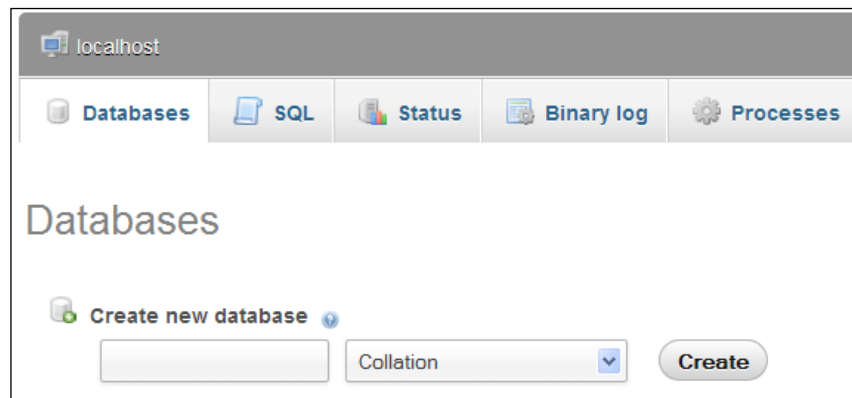 localhost
Databases SQL Status Binary log Processes
Databases
Create new database
Collation Create